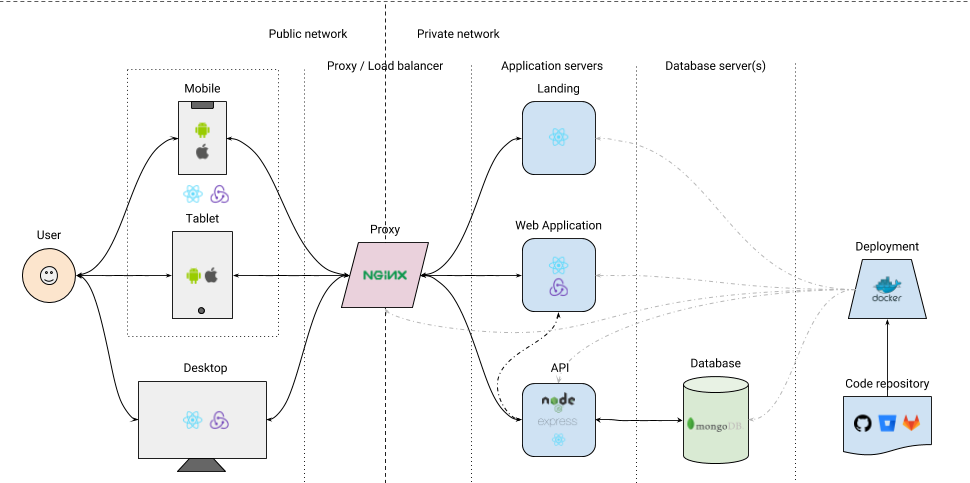 Public network
Private network
Proxy / Load balancer
Application servers
Database server(s)
Mobile
Landing
Tablet
Web Application
User
Proxy
Deployment
NGiNX
docker
Desktop
API
Database
Code repository
node
express
mongoDB